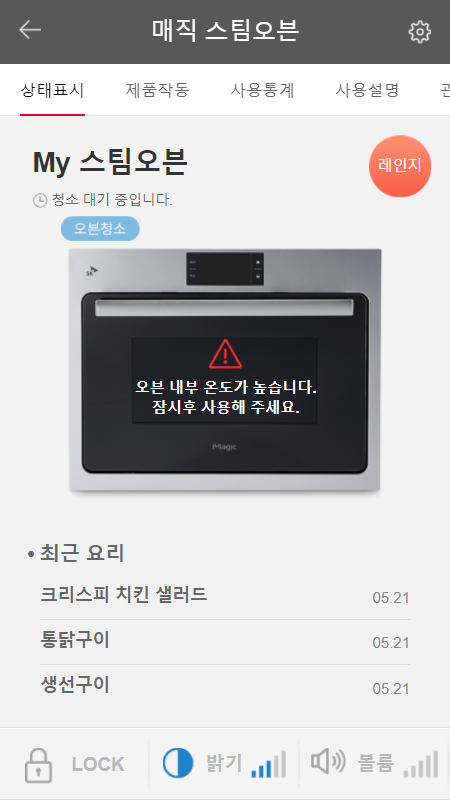 매직 스팀오븐
상태표시 제품작동 사용통계 사용설명
My 스팀오븐
레인지
청소 대기 중입니다.
오븐청소
SK
오븐 내부 온도가 높습니다.
잠시후 사용해 주세요.
Magic
• 최근 요리
크리스피 치킨 샐러드 05.21
통닭구이 05.21
생선구이 05.21
LOCK 밝기 볼륨